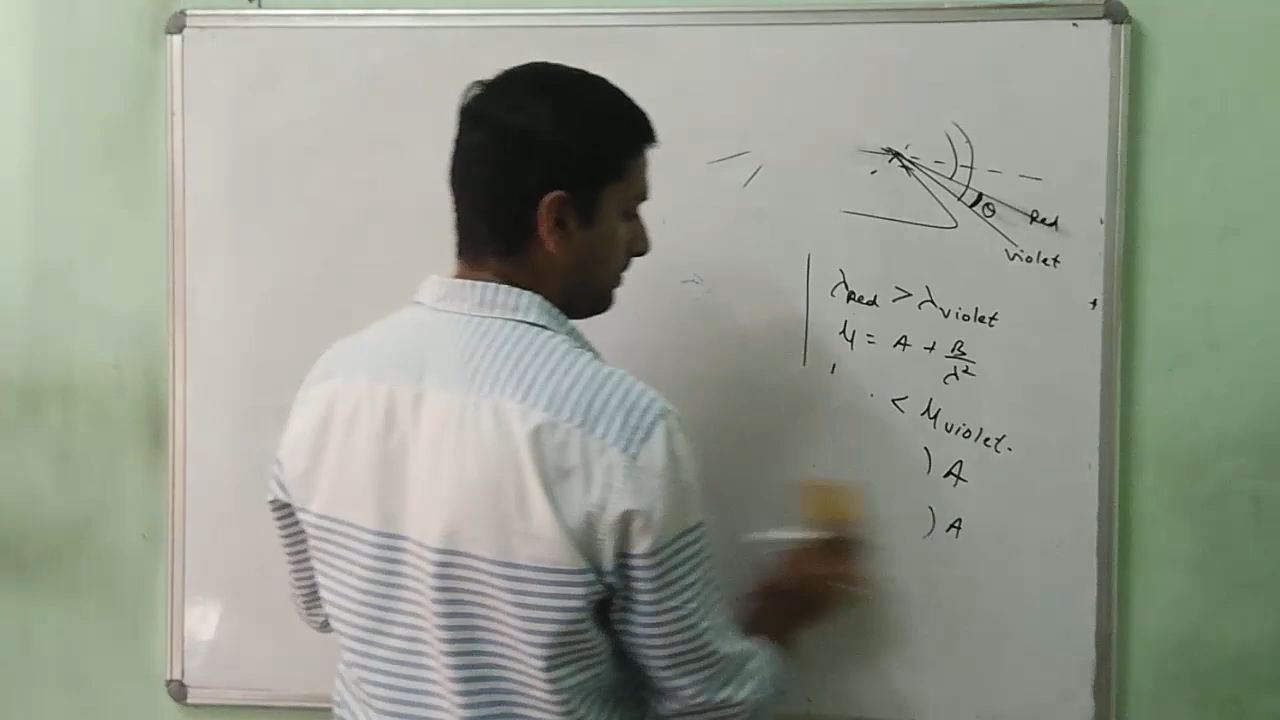 θ
Red
violet
λRed > λviolet
μ = A + B/λ²
< μviolet.
) A
) A